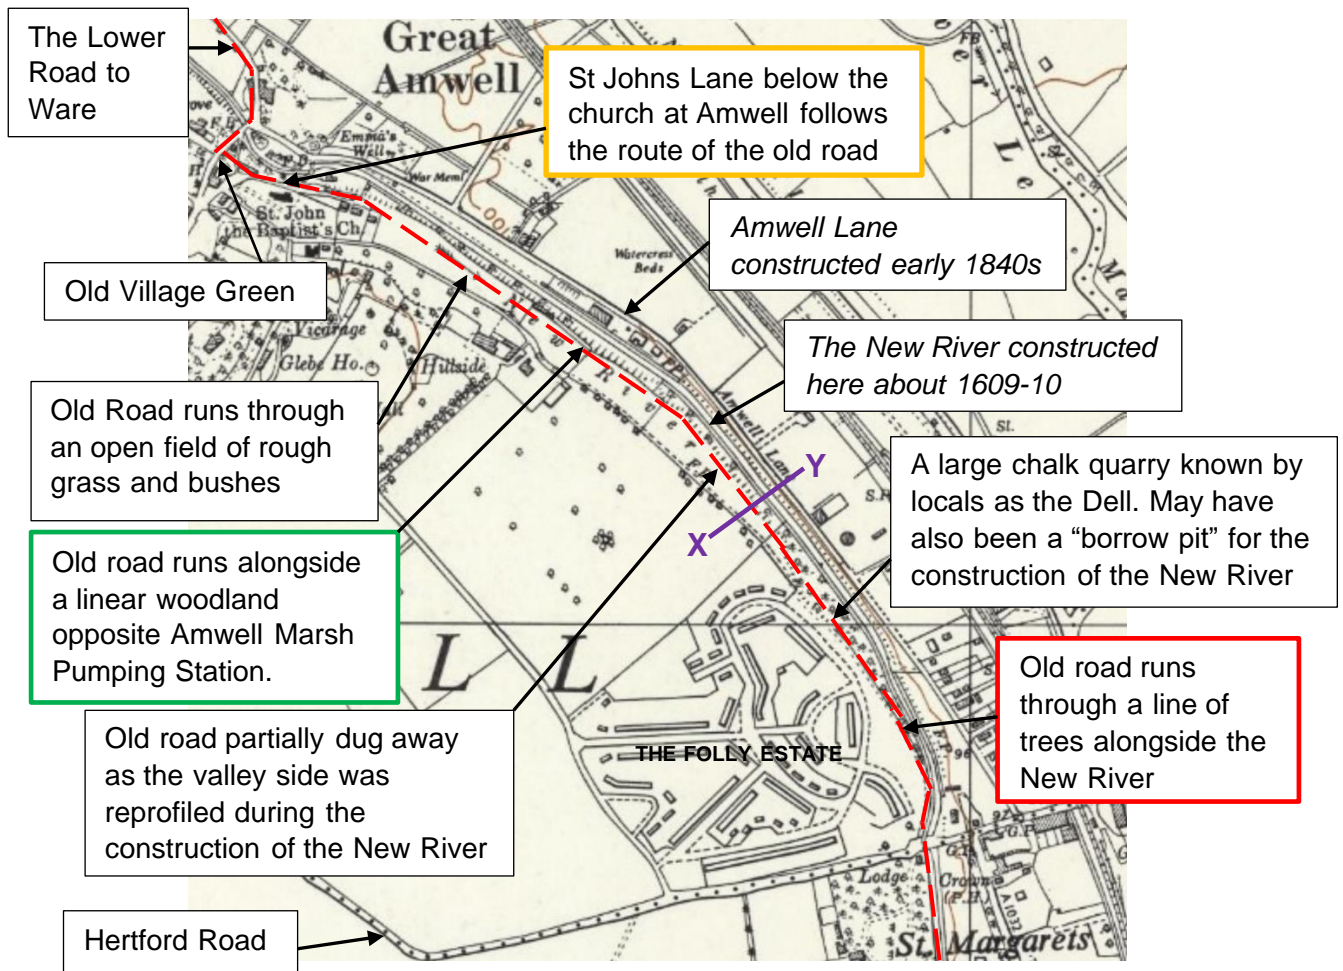 The Lower
Road to
Ware
Great
Amwell
St Johns Lane below the
church at Amwell follows
the route of the old road
Emma's
Well
War Meml
F.B.
St. John
the Baptist's Ch.
Old Village Green
Amwell Lane
constructed early 1840s
Watercress
Beds
100
Vicarage
Glebe Ho.
Hillside
New River
The New River constructed
here about 1609-10
Old Road runs through
an open field of rough
grass and bushes
Amwell Lane
X
Y
A large chalk quarry known by
locals as the Dell. May have
also been a “borrow pit” for the
construction of the New River
Old road runs alongside
a linear woodland
opposite Amwell Marsh
Pumping Station.
L L
Old road runs
through a line of
trees alongside the
New River
Old road partially dug away
as the valley side was
reprofiled during the
construction of the New River
THE FOLLY ESTATE
Lodge
Crown
(P.H.)
A1037
St. Margarets
Hertford Road